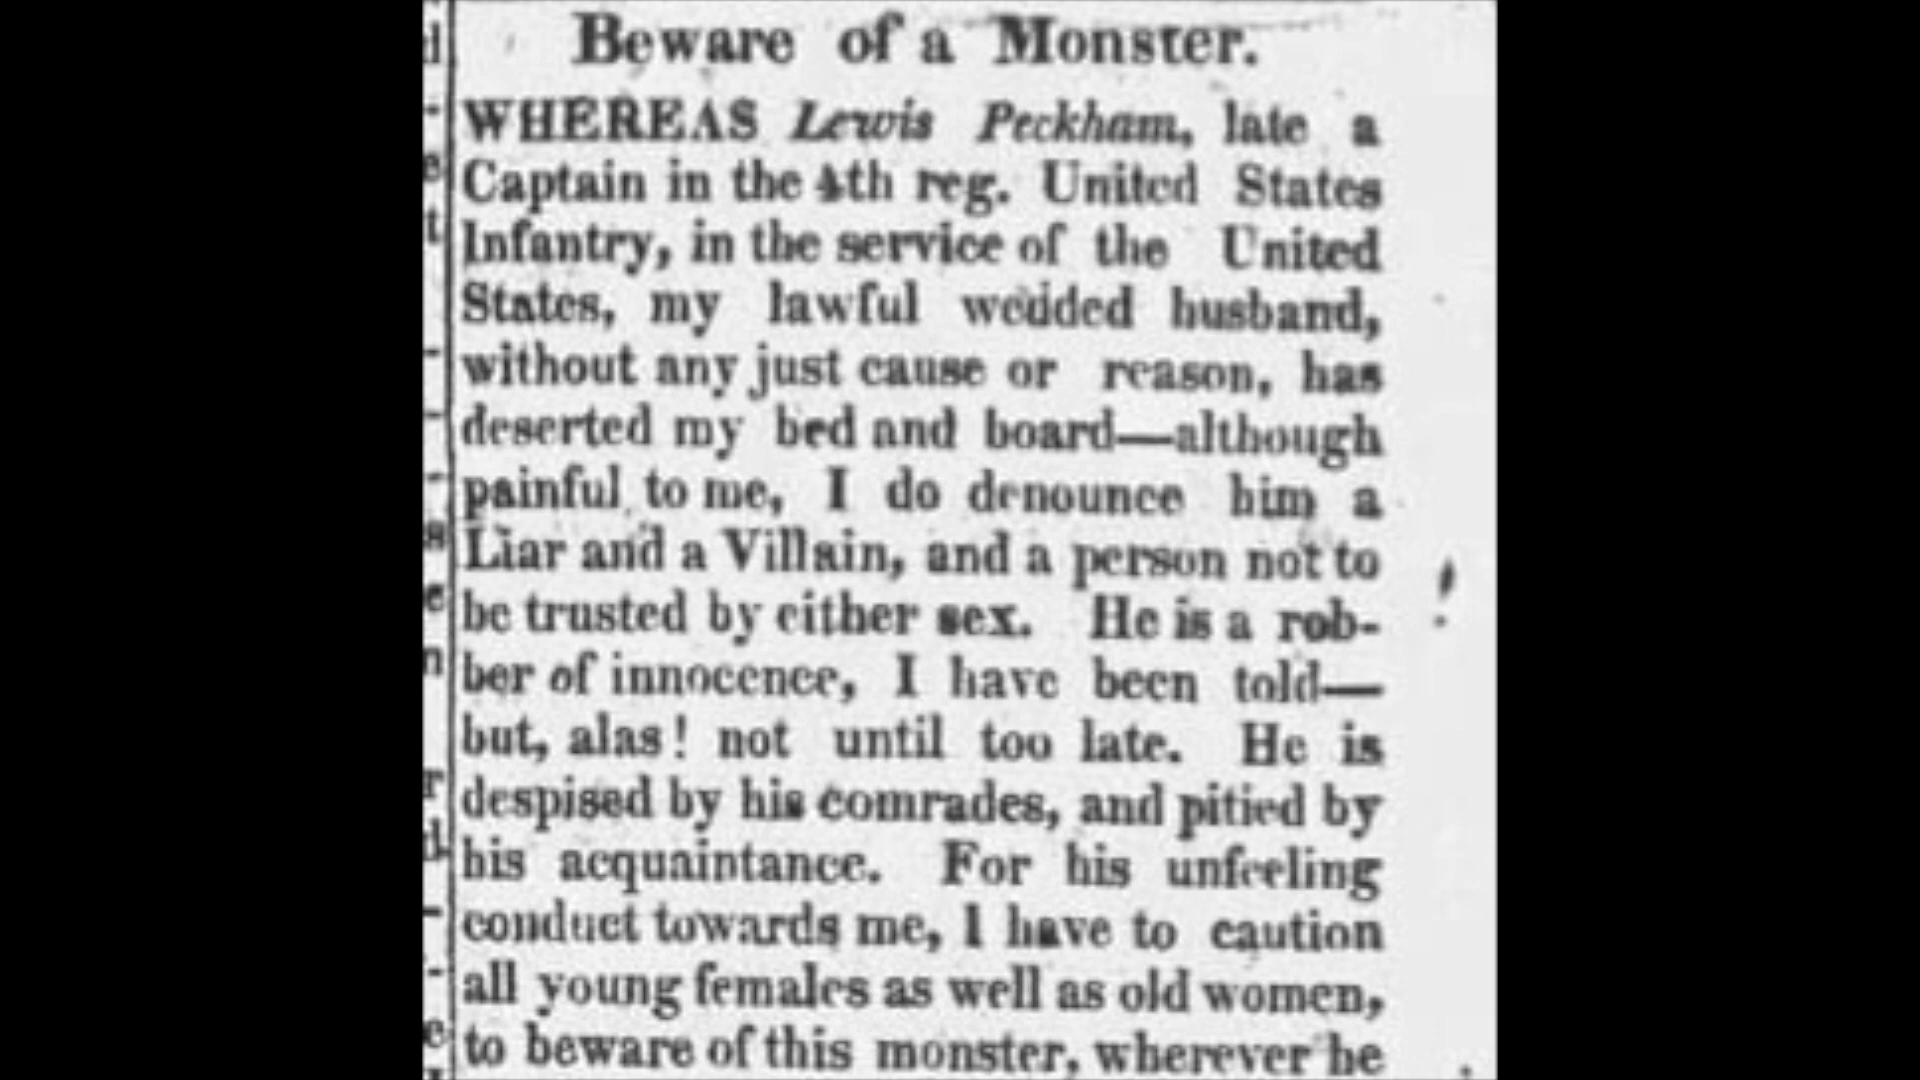 Beware of a Monster.
WHEREAS Lewis Peckham, late a
Captain in the 4th reg. United States
Infantry, in the service of the United
States, my lawful wedded husband,
without any just cause or reason, has
deserted my bed and board—although
painful to me, I do denounce him a
Liar and a Villain, and a person not to
be trusted by either sex. He is a rob-
ber of innocence, I have been told—
but, alas! not until too late. He is
despised by his comrades, and pitied by
his acquaintance. For his unfeeling
conduct towards me, I have to caution
all young females as well as old women,
to beware of this monster, wherever he